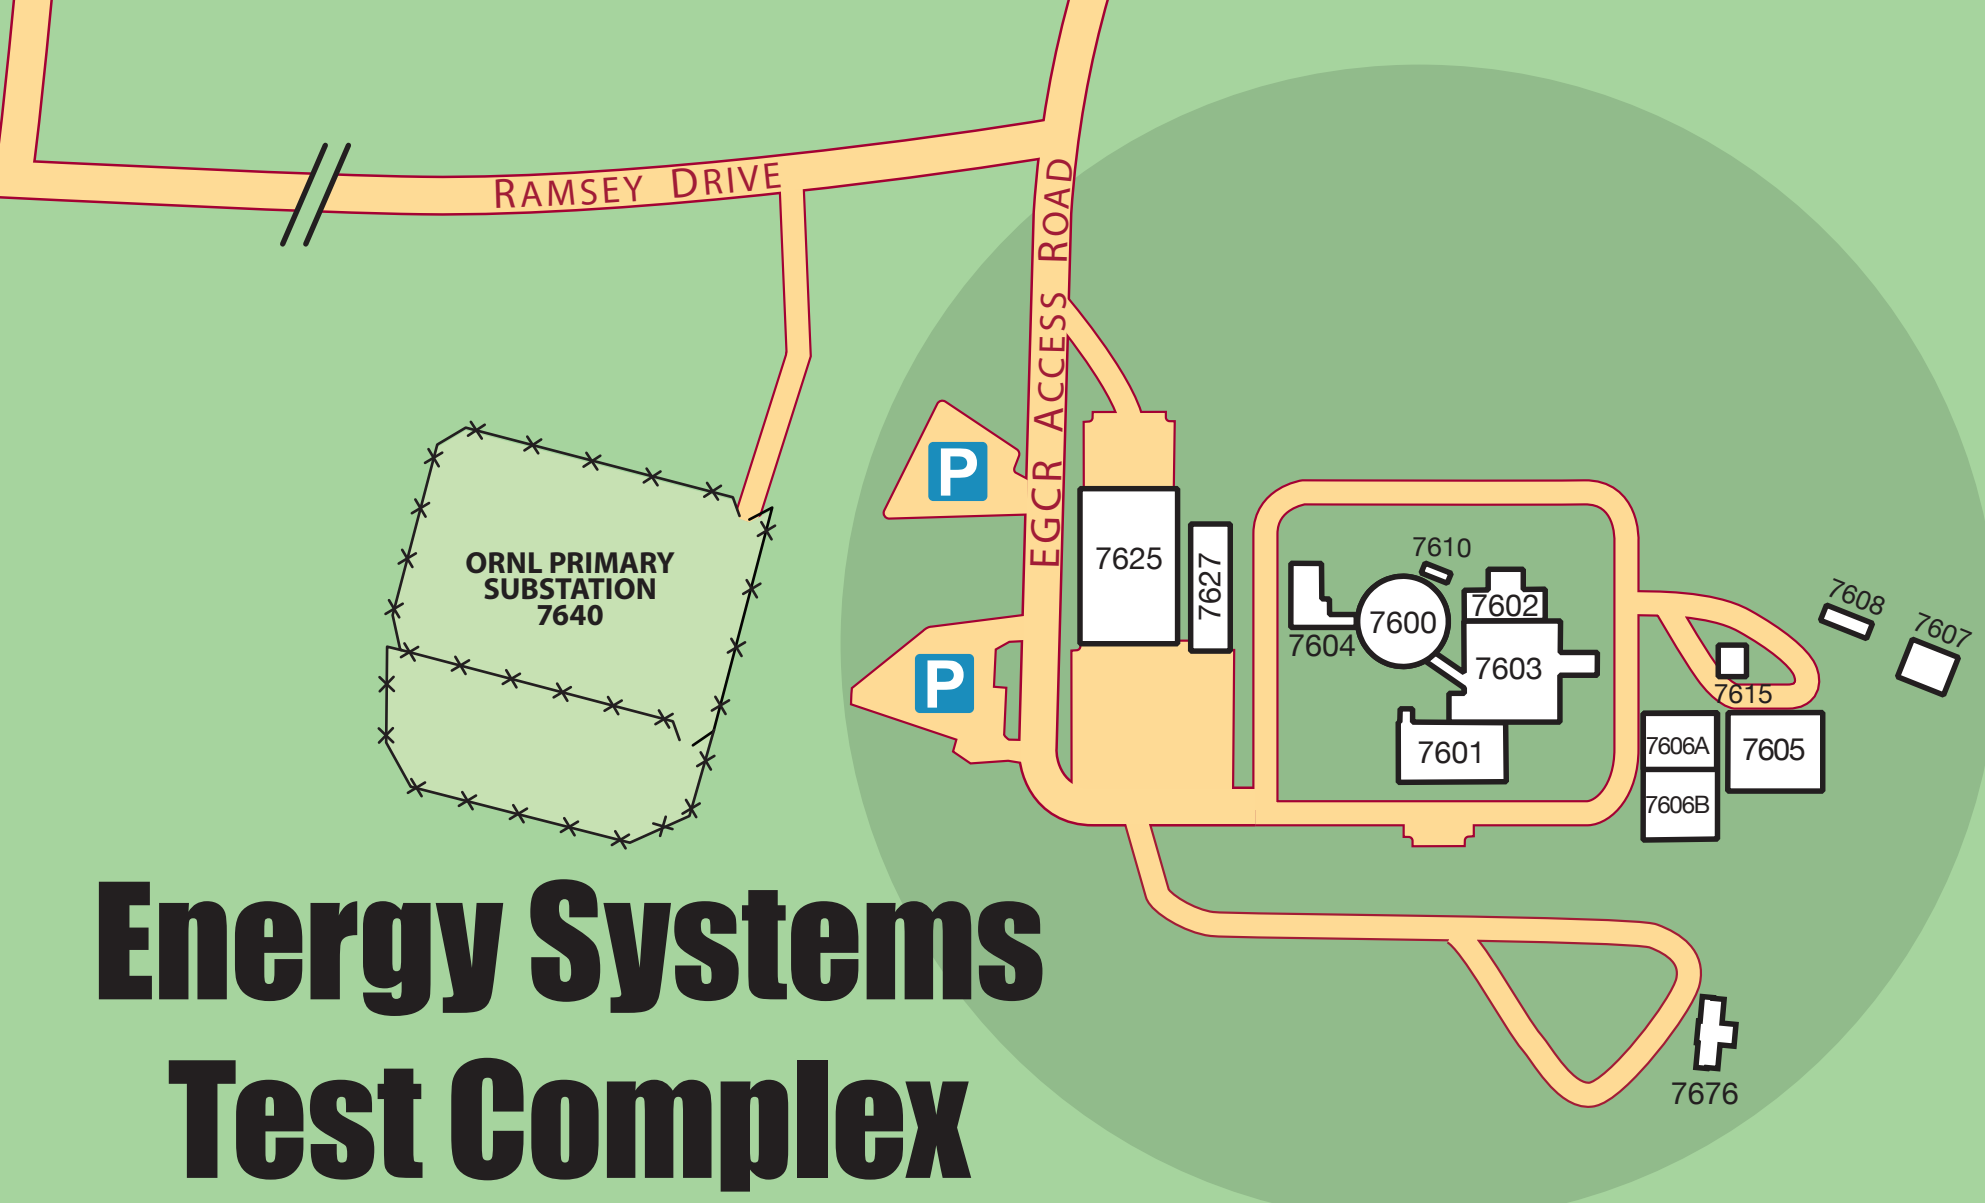 RAMSEY DRIVE
EGCR ACCESS ROAD
P
P
ORNL PRIMARY
SUBSTATION
7640
7625
7627
7610
7600
7604
7602
7603
7601
7608
7607
7615
7606A
7605
7606B
7676
Energy Systems
Test Complex